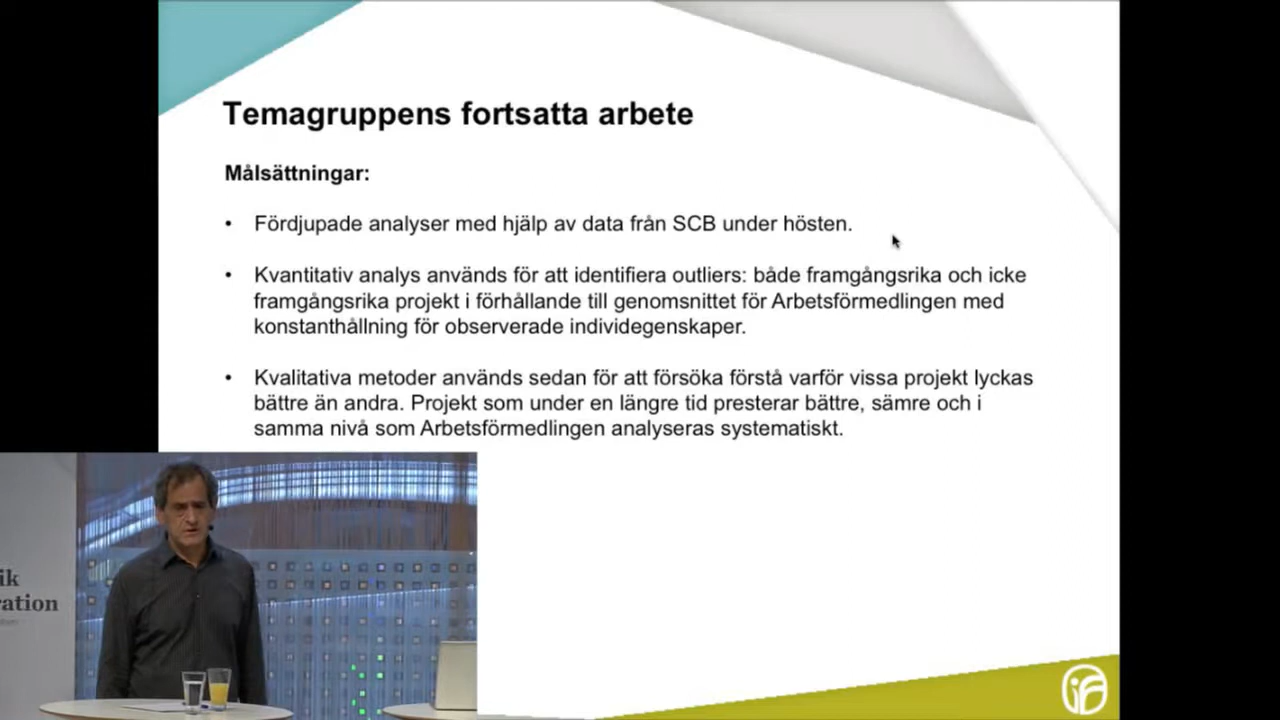 Temagruppens fortsatta arbete
Målsättningar:
• Fördjupade analyser med hjälp av data från SCB under hösten.
• Kvantitativ analys används för att identifiera outliers: både framgångsrika och icke
framgångsrika projekt i förhållande till genomsnittet för Arbetsförmedlingen med
konstanthållning för observerade individegenskaper.
• Kvalitativa metoder används sedan för att försöka förstå varför vissa projekt lyckas
bättre än andra. Projekt som under en längre tid presterar bättre, sämre och i
samma nivå som Arbetsförmedlingen analyseras systematiskt.
ik
ration